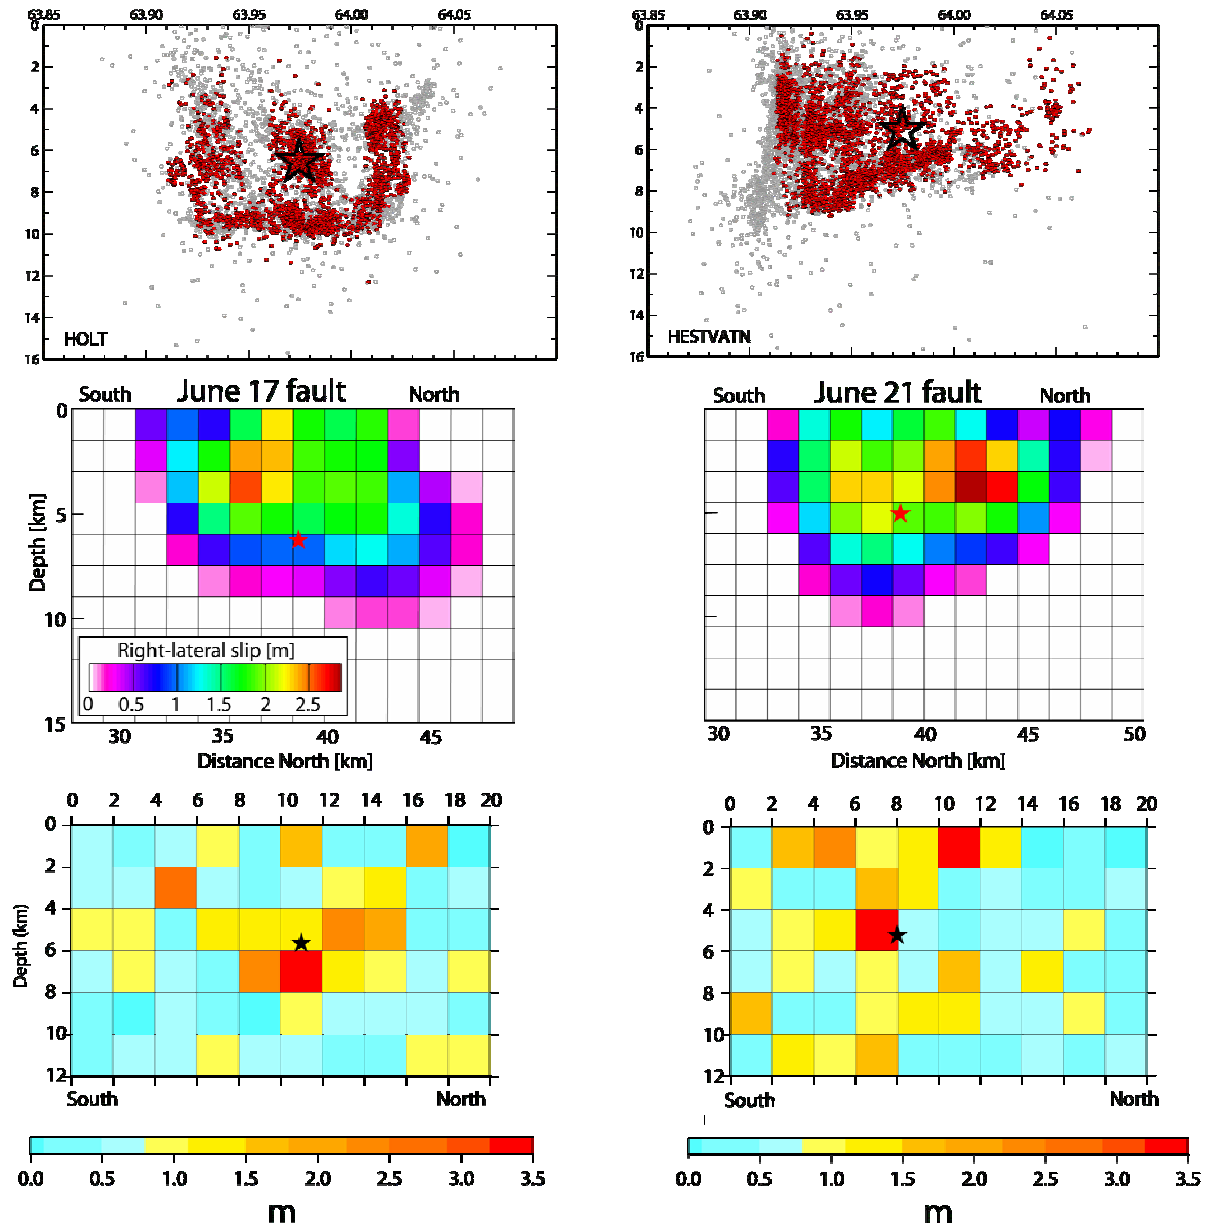 63.85 63.90 63.95 64.00 64.05
0
2
4
6
8
10
12
14
16
HOLT
63.85 63.90 63.95 64.00 64.05
0
2
4
6
8
10
12
14
16
HESTVATN
South June 17 fault North
0
5
10
15
Depth [km]
Right-lateral slip [m]
0 0.5 1 1.5 2 2.5
30 35 40 45
Distance North [km]
South June 21 fault North
30 35 40 45 50
Distance North [km]
0 2 4 6 8 10 12 14 16 18 20
0
2
4
6
8
10
12
Depth (km)
South North
0.0 0.5 1.0 1.5 2.0 2.5 3.0 3.5
m
0 2 4 6 8 10 12 14 16 18 20
0
2
4
6
8
10
12
South North
0.0 0.5 1.0 1.5 2.0 2.5 3.0 3.5
m